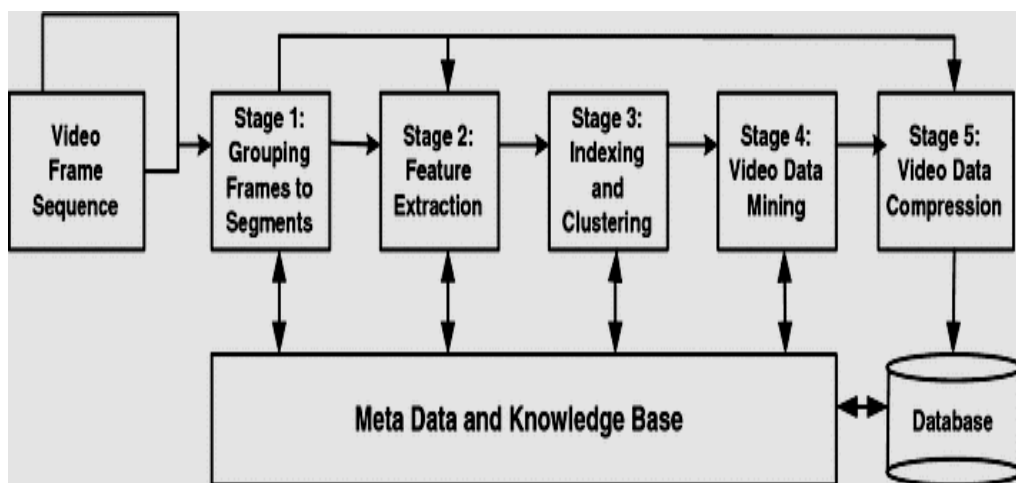 Video
Frame
Sequence
Stage 1:
Grouping
Frames to
Segments
Stage 2:
Feature
Extraction
Stage 3:
Indexing
and
Clustering
Stage 4:
Video Data
Mining
Stage 5:
Video Data
Compression
Meta Data and Knowledge Base
Database